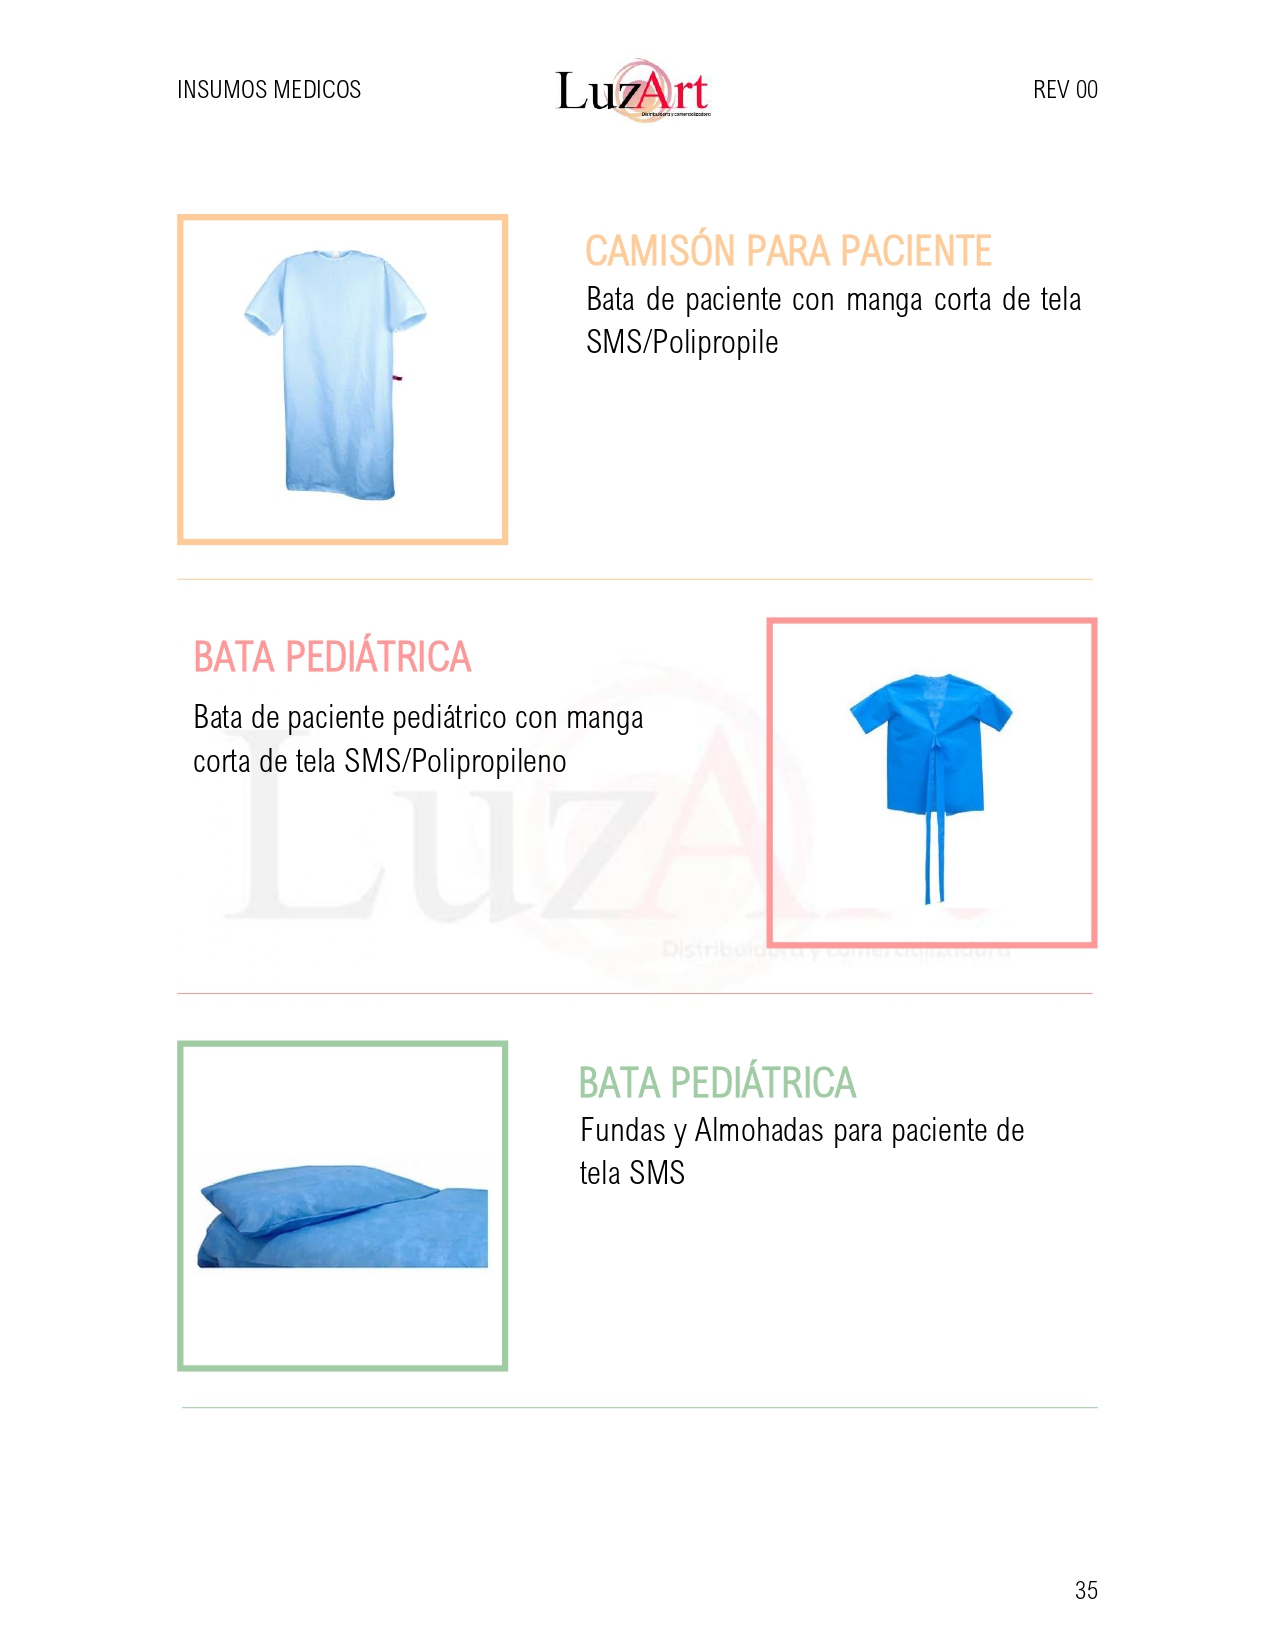 INSUMOS MEDICOS
LuzArt
Distribuidora y comercializadora
REV 00
CAMISÓN PARA PACIENTE
Bata de paciente con manga corta de tela
SMS/Polipropile
BATA PEDIÁTRICA
Bata de paciente pediátrico con manga
corta de tela SMS/Polipropileno
LuzArt
Distribuidora y comercializadora
BATA PEDIÁTRICA
Fundas y Almohadas para paciente de
tela SMS
35